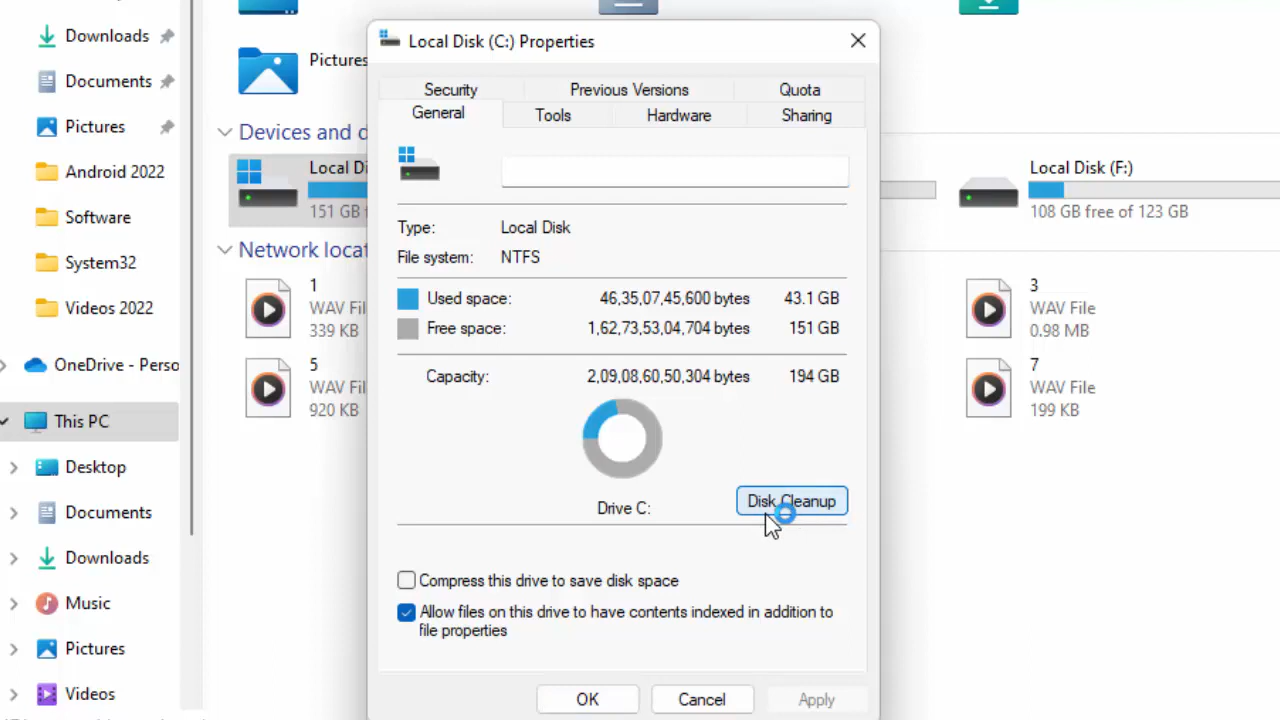 Downloads
Documents
Pictures
Android 2022
Software
System32
Videos 2022
OneDrive - Perso
This PC
Desktop
Documents
Downloads
Music
Pictures
Videos
Pictures
Devices and d
Local Di
151 GB f
Network locat
1
WAV Fil
339 KB
5
WAV Fil
920 KB
Local Disk (C:) Properties
Security Previous Versions Quota
General Tools Hardware Sharing
Type: Local Disk
File system: NTFS
Used space: 46,35,07,45,600 bytes 43.1 GB
Free space: 1,62,73,53,04,704 bytes 151 GB
Capacity: 2,09,08,60,50,304 bytes 194 GB
Drive C: Disk Cleanup
Compress this drive to save disk space
Allow files on this drive to have contents indexed in addition to
file properties
OK Cancel Apply
Local Disk (F:)
108 GB free of 123 GB
3
WAV File
0.98 MB
7
WAV File
199 KB